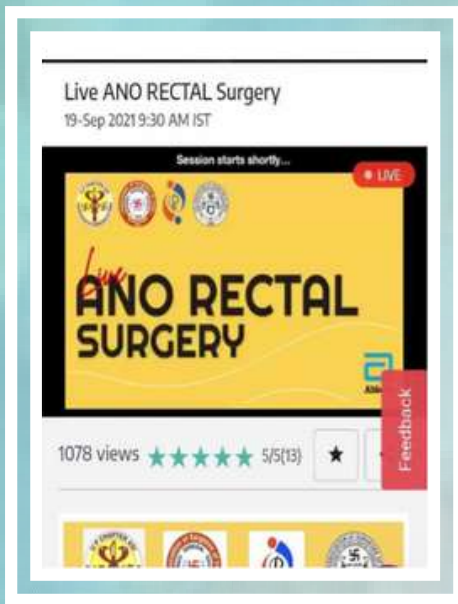 Live ANO RECTAL Surgery
19-Sep 2021 9:30 AM IST
Session starts shortly...
LIVE
Live
ANO RECTAL
SURGERY
Feedback
1078 views 5/5(13)